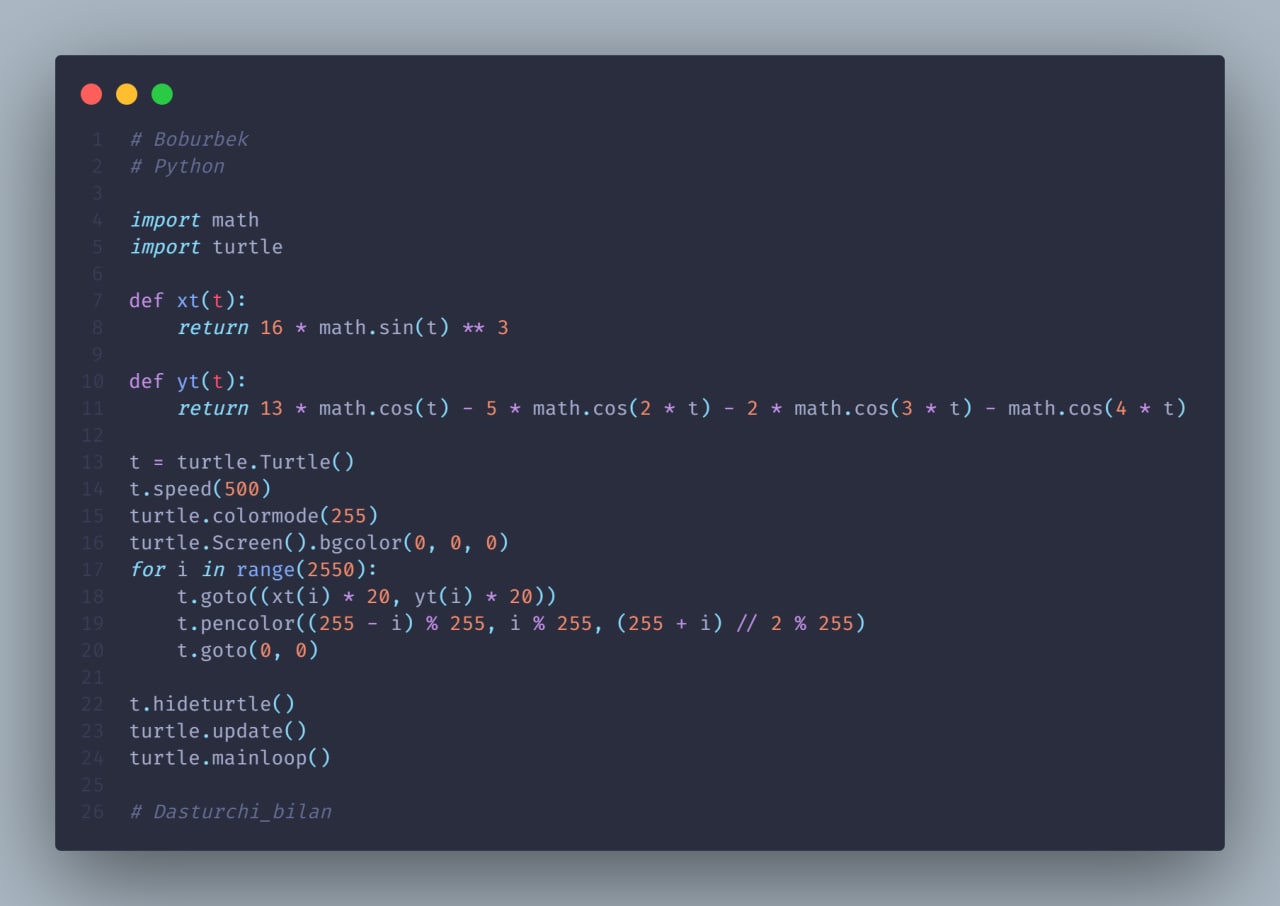 1 # Boburbek
2 # Python
3
4 import math
5 import turtle
6
7 def xt(t):
8     return 16 * math.sin(t) ** 3
9
10 def yt(t):
11     return 13 * math.cos(t) - 5 * math.cos(2 * t) - 2 * math.cos(3 * t) - math.cos(4 * t)
12
13 t = turtle.Turtle()
14 t.speed(500)
15 turtle.colormode(255)
16 turtle.Screen().bgcolor(0, 0, 0)
17 for i in range(2550):
18     t.goto((xt(i) * 20, yt(i) * 20))
19     t.pencolor((255 - i) % 255, i % 255, (255 + i) // 2 % 255)
20     t.goto(0, 0)
21
22 t.hideturtle()
23 turtle.update()
24 turtle.mainloop()
25
26 # Dasturchi_bilan